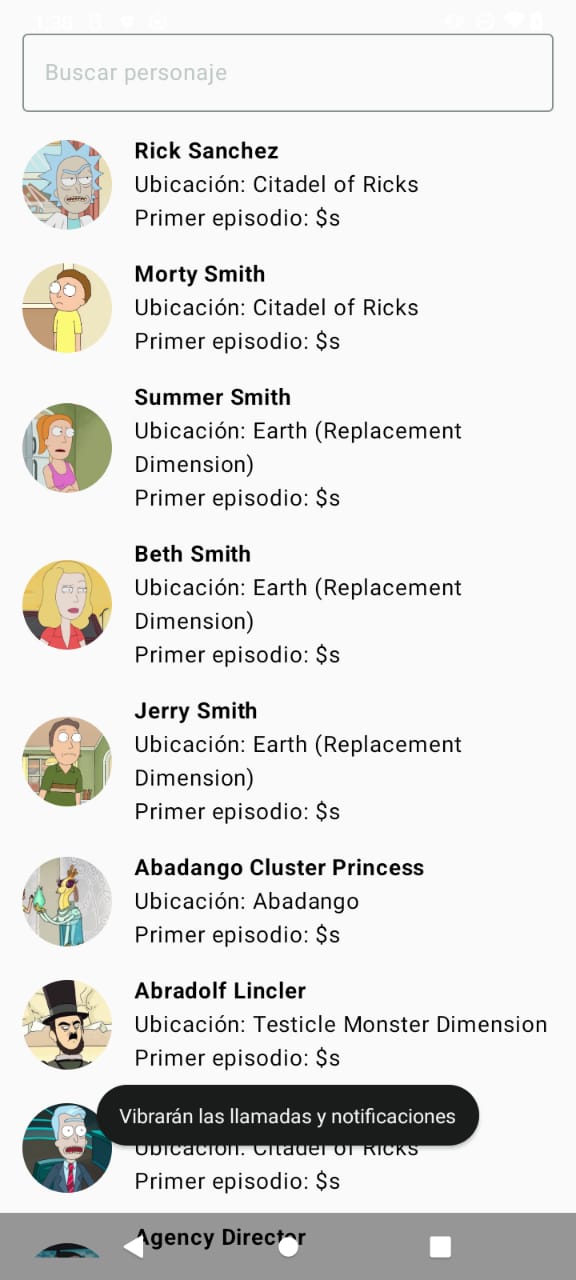 1:38
Buscar personaje
Rick Sanchez
Ubicación: Citadel of Ricks
Primer episodio: $s
Morty Smith
Ubicación: Citadel of Ricks
Primer episodio: $s
Summer Smith
Ubicación: Earth (Replacement
Dimension)
Primer episodio: $s
Beth Smith
Ubicación: Earth (Replacement
Dimension)
Primer episodio: $s
Jerry Smith
Ubicación: Earth (Replacement
Dimension)
Primer episodio: $s
Abadango Cluster Princess
Ubicación: Abadango
Primer episodio: $s
Abradolf Lincler
Ubicación: Testicle Monster Dimension
Primer episodio: $s
Vibrarán las llamadas y notificaciones
Ubicación: Citadel of Ricks
Primer episodio: $s
Agency Director